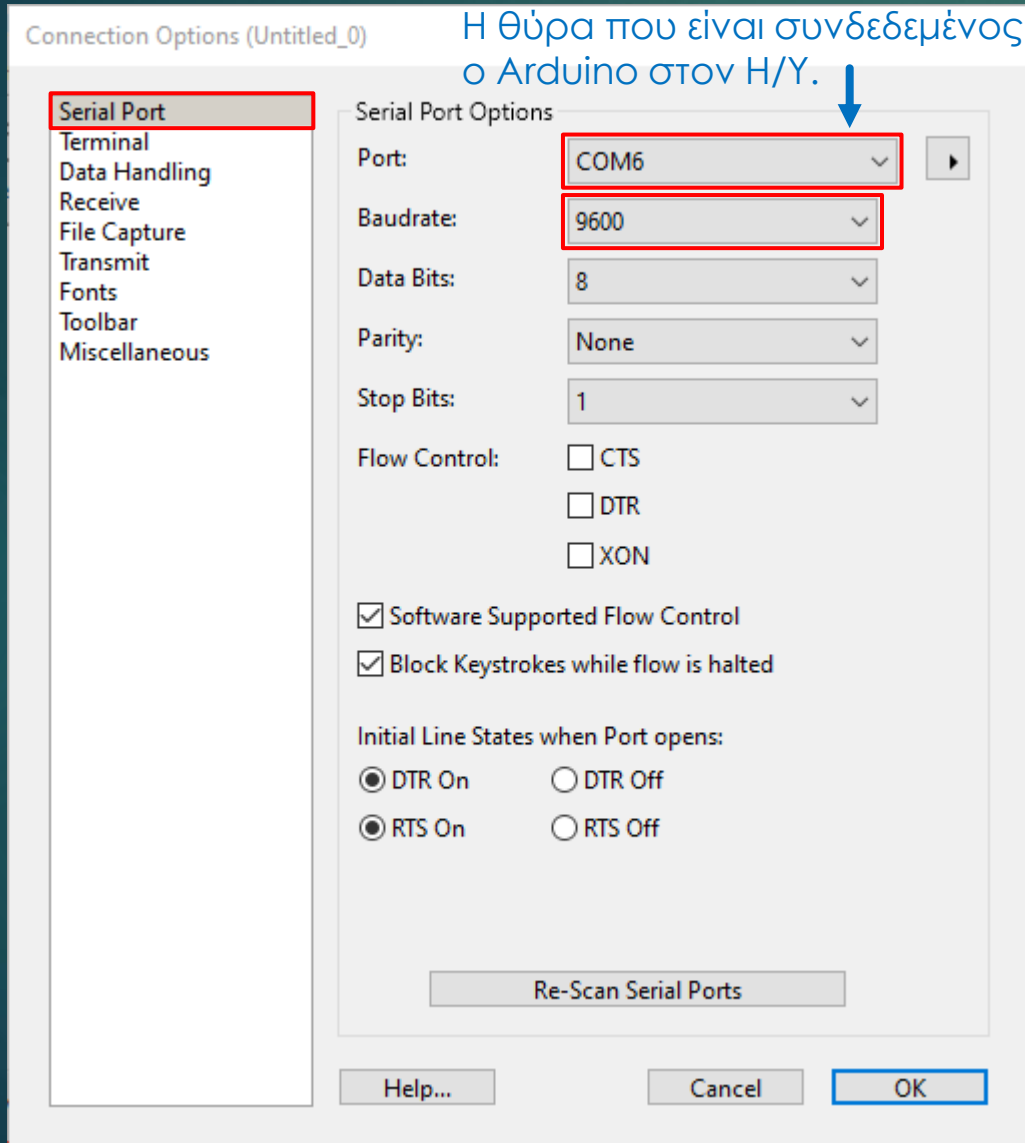 Connection Options (Untitled_0)
Η θύρα που είναι συνδεδεμένος
ο Arduino στον Η/Υ.
Serial Port
Terminal
Data Handling
Receive
File Capture
Transmit
Fonts
Toolbar
Miscellaneous
Serial Port Options
Port: COM6
Baudrate: 9600
Data Bits: 8
Parity: None
Stop Bits: 1
Flow Control: CTS
DTR
XON
Software Supported Flow Control
Block Keystrokes while flow is halted
Initial Line States when Port opens:
DTR On DTR Off
RTS On RTS Off
Re-Scan Serial Ports
Help... Cancel OK